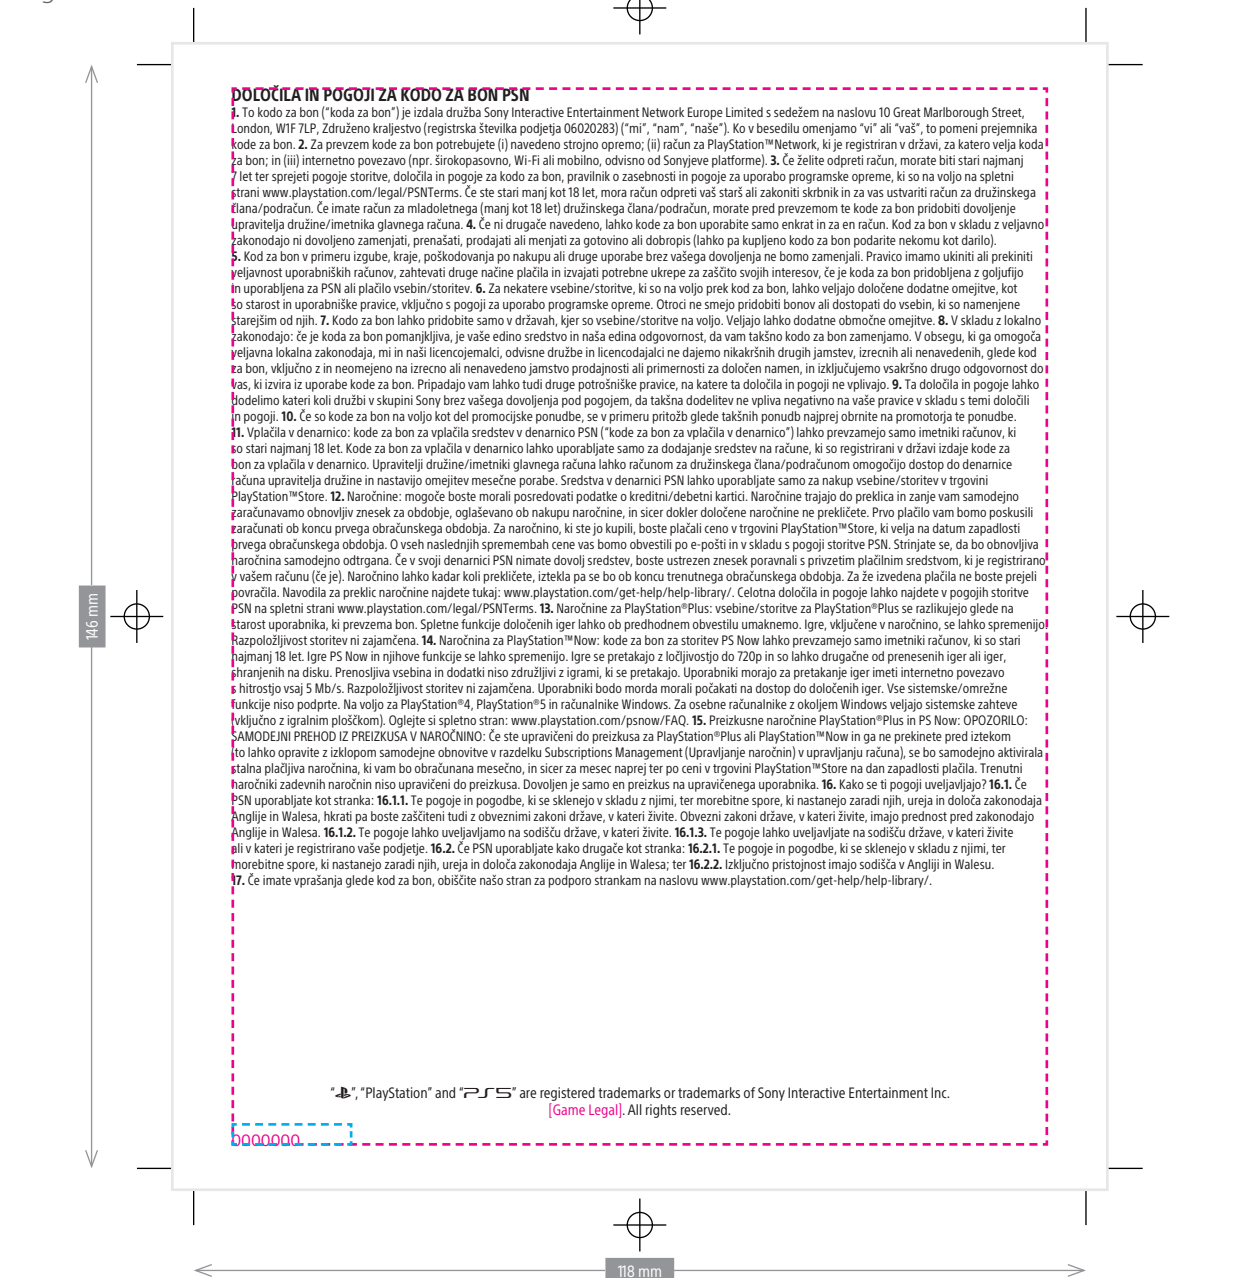 DOLOČILA IN POGOJI ZA KODO ZA BON PSN
1. To kodo za bon (“koda za bon”) je izdala družba Sony Interactive Entertainment Network Europe Limited s sedežem na naslovu 10 Great Marlborough Street,
London, W1F 7LP, Združeno kraljestvo (registrska številka podjetja 06020283) (“mi”, “nam”, “naše”). Ko v besedilu omenjamo “vi” ali “vaš”, to pomeni prejemnika
kode za bon. 2. Za prevzem kode za bon potrebujete (i) navedeno strojno opremo; (ii) račun za PlayStation™Network, ki je registriran v državi, za katero velja koda
za bon; in (iii) internetno povezavo (npr. širokopasovno, Wi-Fi ali mobilno, odvisno od Sonyjeve platforme). 3. Če želite odpreti račun, morate biti stari najmanj
7 let ter sprejeti pogoje storitve, določila in pogoje za kodo za bon, pravilnik o zasebnosti in pogoje za uporabo programske opreme, ki so na voljo na spletni
strani www.playstation.com/legal/PSNTerms. Če ste stari manj kot 18 let, mora račun odpreti vaš starš ali zakoniti skrbnik in za vas ustvariti račun za družinskega
člana/podračun. Če imate račun za mladoletnega (manj kot 18 let) družinskega člana/podračun, morate pred prevzemom te kode za bon pridobiti dovoljenje
upravitelja družine/imetnika glavnega računa. 4. Če ni drugače navedeno, lahko kode za bon uporabite samo enkrat in za en račun. Kod za bon v skladu z veljavno
zakonodajo ni dovoljeno zamenjati, prenašati, prodajati ali menjati za gotovino ali dobropis (lahko pa kupljeno kodo za bon podarite nekomu kot darilo).
5. Kod za bon v primeru izgube, kraje, poškodovanja po nakupu ali druge uporabe brez vašega dovoljenja ne bomo zamenjali. Pravico imamo ukiniti ali prekiniti
veljavnost uporabniških računov, zahtevati druge načine plačila in izvajati potrebne ukrepe za zaščito svojih interesov, če je koda za bon pridobljena z goljufijo
in uporabljena za PSN ali plačilo vsebin/storitev. 6. Za nekatere vsebine/storitve, ki so na voljo prek kod za bon, lahko veljajo določene dodatne omejitve, kot
so starost in uporabniške pravice, vključno s pogoji za uporabo programske opreme. Otroci ne smejo pridobiti bonov ali dostopati do vsebin, ki so namenjene
starejšim od njih. 7. Kodo za bon lahko pridobite samo v državah, kjer so vsebine/storitve na voljo. Veljajo lahko dodatne območne omejitve. 8. V skladu z lokalno
zakonodajo: če je koda za bon pomanjkljiva, je vaše edino sredstvo in naša edina odgovornost, da vam takšno kodo za bon zamenjamo. V obsegu, ki ga omogoča
veljavna lokalna zakonodaja, mi in naši licencojemalci, odvisne družbe in licencodajalci ne dajemo nikakršnih drugih jamstev, izrecnih ali nenavedenih, glede kod
za bon, vključno z in neomejeno na izrecno ali nenavedeno jamstvo prodajnosti ali primernosti za določen namen, in izključujemo vsakršno drugo odgovornost do
vas, ki izvira iz uporabe kode za bon. Pripadajo vam lahko tudi druge potrošniške pravice, na katere ta določila in pogoji ne vplivajo. 9. Ta določila in pogoje lahko
dodelimo kateri koli družbi v skupini Sony brez vašega dovoljenja pod pogojem, da takšna dodelitev ne vpliva negativno na vaše pravice v skladu s temi določili
in pogoji. 10. Če so kode za bon na voljo kot del promocijske ponudbe, se v primeru pritožb glede takšnih ponudb najprej obrnite na promotorja te ponudbe.
11. Vplačila v denarnico: kode za bon za vplačila sredstev v denarnico PSN (“kode za bon za vplačila v denarnico”) lahko prevzamejo samo imetniki računov, ki
so stari najmanj 18 let. Kode za bon za vplačila v denarnico lahko uporabljate samo za dodajanje sredstev na račune, ki so registrirani v državi izdaje kode za
bon za vplačila v denarnico. Upravitelji družine/imetniki glavnega računa lahko računom za družinskega člana/podračunom omogočijo dostop do denarnice
računa upravitelja družine in nastavijo omejitev mesečne porabe. Sredstva v denarnici PSN lahko uporabljate samo za nakup vsebine/storitev v trgovini
PlayStation™Store. 12. Naročnine: mogoče boste morali posredovati podatke o kreditni/debetni kartici. Naročnine trajajo do preklica in zanje vam samodejno
zaračunavamo obnovljiv znesek za obdobje, oglaševano ob nakupu naročnine, in sicer dokler določene naročnine ne prekličete. Prvo plačilo vam bomo poskusili
zaračunati ob koncu prvega obračunskega obdobja. Za naročnino, ki ste jo kupili, boste plačali ceno v trgovini PlayStation™Store, ki velja na datum zapadlosti
prvega obračunskega obdobja. O vseh naslednjih spremembah cene vas bomo obvestili po e-pošti in v skladu s pogoji storitve PSN. Strinjate se, da bo obnovljiva
naročnina samodejno odtrgana. Če v svoji denarnici PSN nimate dovolj sredstev, boste ustrezen znesek poravnali s privzetim plačilnim sredstvom, ki je registrirano
v vašem računu (če je). Naročnino lahko kadar koli prekličete, iztekla pa se bo ob koncu trenutnega obračunskega obdobja. Za že izvedena plačila ne boste prejeli
povračila. Navodila za preklic naročnine najdete tukaj: www.playstation.com/get-help/help-library/. Celotna določila in pogoje lahko najdete v pogojih storitve
PSN na spletni strani www.playstation.com/legal/PSNTerms. 13. Naročnine za PlayStation®Plus: vsebine/storitve za PlayStation®Plus se razlikujejo glede na
starost uporabnika, ki prevzema bon. Spletne funkcije določenih iger lahko ob predhodnem obvestilu umaknemo. Igre, vključene v naročnino, se lahko spremenijo.
Razpoložljivost storitev ni zajamčena. 14. Naročnina za PlayStation™Now: kode za bon za storitev PS Now lahko prevzamejo samo imetniki računov, ki so stari
najmanj 18 let. Igre PS Now in njihove funkcije se lahko spremenijo. Igre se pretakajo z ločljivostjo do 720p in so lahko drugačne od prenesenih iger ali iger,
shranjenih na disku. Prenosljiva vsebina in dodatki niso združljivi z igrami, ki se pretakajo. Uporabniki morajo za pretakanje iger imeti internetno povezavo
s hitrostjo vsaj 5 Mb/s. Razpoložljivost storitev ni zajamčena. Uporabniki bodo morda morali počakati na dostop do določenih iger. Vse sistemske/omrežne
funkcije niso podprte. Na voljo za PlayStation®4, PlayStation®5 in računalnike Windows. Za osebne računalnike z okoljem Windows veljajo sistemske zahteve
(vključno z igralnim ploščkom). Oglejte si spletno stran: www.playstation.com/psnow/FAQ. 15. Preizkusne naročnine PlayStation®Plus in PS Now: OPOZORILO:
SAMODEJNI PREHOD IZ PREIZKUSA V NAROČNINO: Če ste upravičeni do preizkusa za PlayStation®Plus ali PlayStation™Now in ga ne prekinete pred iztekom
(to lahko opravite z izklopom samodejne obnovitve v razdelku Subscriptions Management (Upravljanje naročnin) v upravljanju računa), se bo samodejno aktivirala
stalna plačljiva naročnina, ki vam bo obračunana mesečno, in sicer za mesec naprej ter po ceni v trgovini PlayStation™Store na dan zapadlosti plačila. Trenutni
naročniki zadevnih naročnin niso upravičeni do preizkusa. Dovoljen je samo en preizkus na upravičenega uporabnika. 16. Kako se ti pogoji uveljavljajo? 16.1. Če
PSN uporabljate kot stranka: 16.1.1. Te pogoje in pogodbe, ki se sklenejo v skladu z njimi, ter morebitne spore, ki nastanejo zaradi njih, ureja in določa zakonodaja
Anglije in Walesa, hkrati pa boste zaščiteni tudi z obveznimi zakoni države, v kateri živite. Obvezni zakoni države, v kateri živite, imajo prednost pred zakonodajo
Anglije in Walesa. 16.1.2. Te pogoje lahko uveljavljamo na sodišču države, v kateri živite. 16.1.3. Te pogoje lahko uveljavljate na sodišču države, v kateri živite
ali v kateri je registrirano vaše podjetje. 16.2. Če PSN uporabljate kako drugače kot stranka: 16.2.1. Te pogoje in pogodbe, ki se sklenejo v skladu z njimi, ter
morebitne spore, ki nastanejo zaradi njih, ureja in določa zakonodaja Anglije in Walesa; ter 16.2.2. Izključno pristojnost imajo sodišča v Angliji in Walesu.
17. Če imate vprašanja glede kod za bon, obiščite našo stran za podporo strankam na naslovu www.playstation.com/get-help/help-library/.
146 mm
“ ”, “PlayStation” and “PS5” are registered trademarks or trademarks of Sony Interactive Entertainment Inc.
[Game Legal]. All rights reserved.
0000000
118 mm